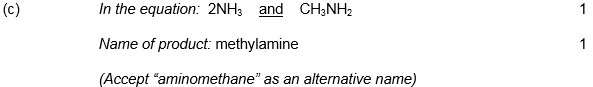 (c) In the equation: 2NH₃ and CH₃NH₂ 1
Name of product: methylamine 1
(Accept “aminomethane” as an alternative name)